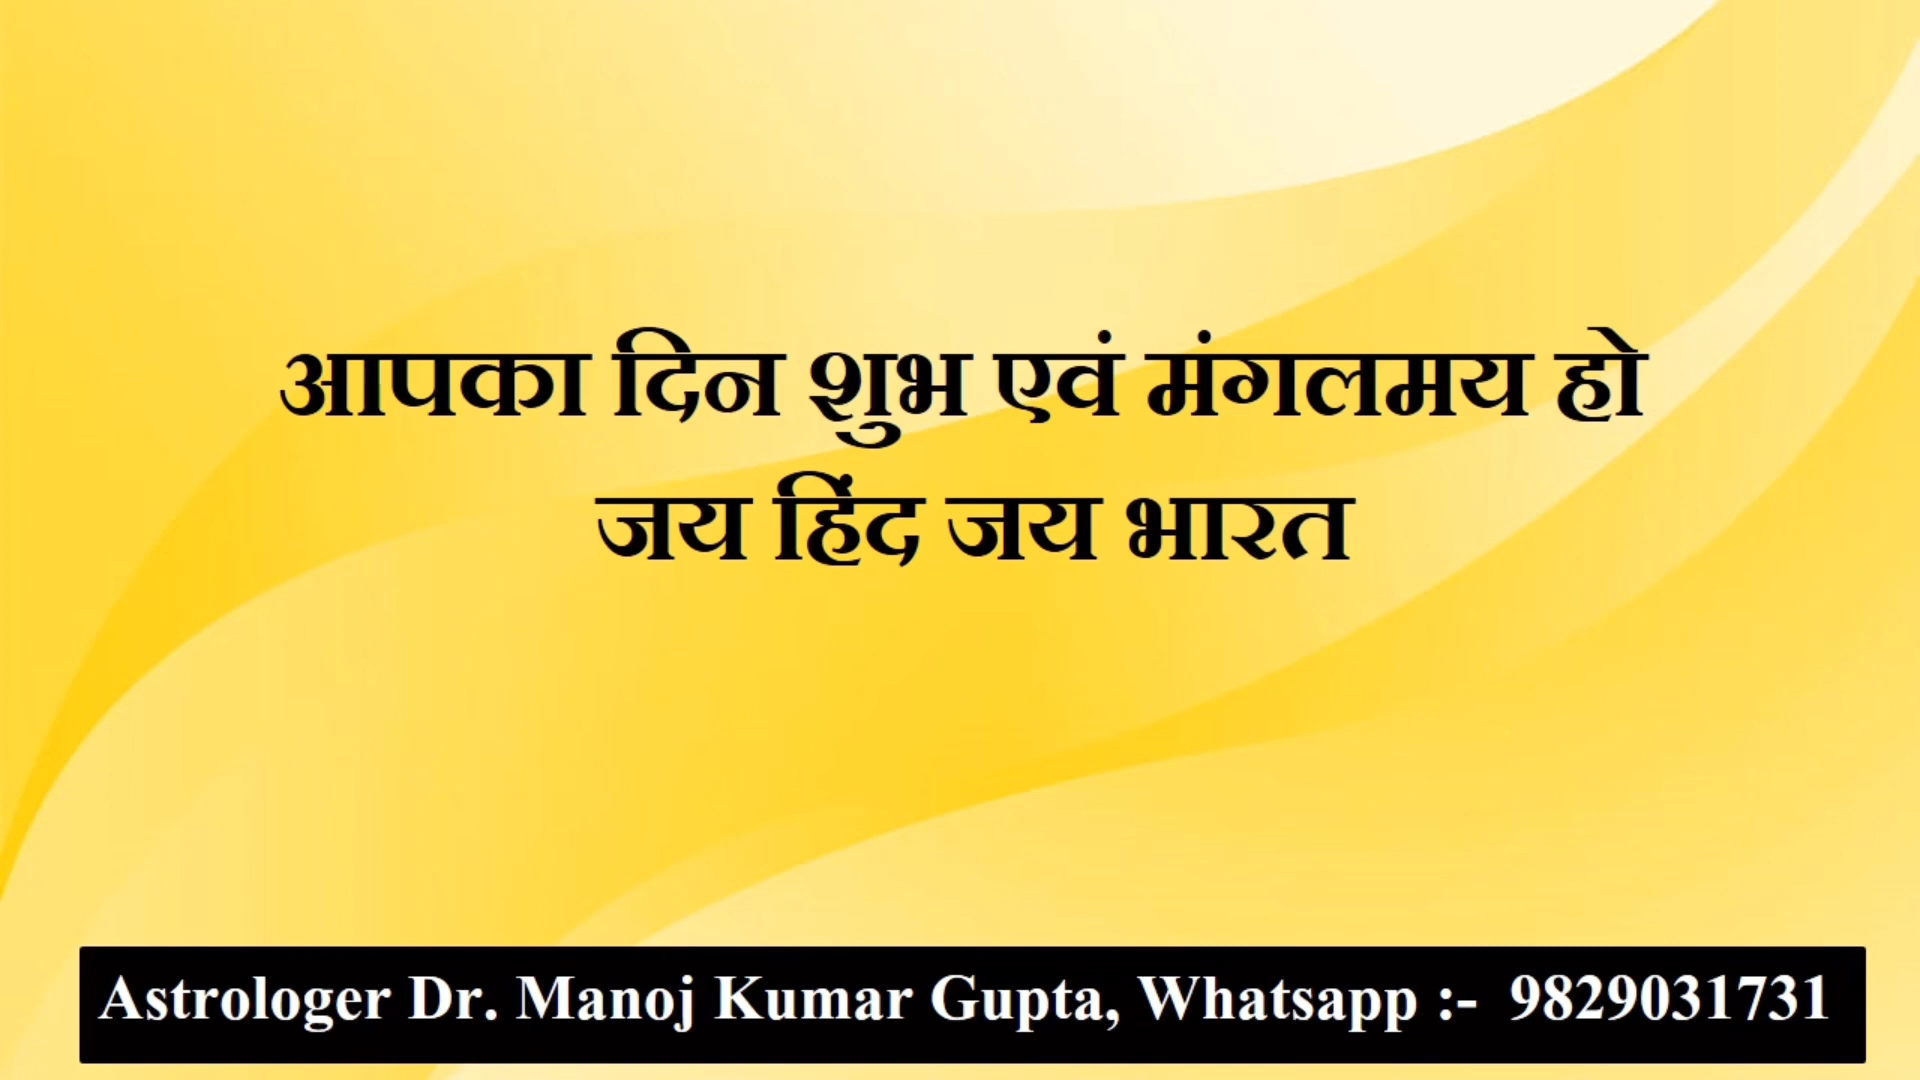 आपका दिन शुभ एवं मंगलमय हो
जय हिंद जय भारत
Astrologer Dr. Manoj Kumar Gupta, Whatsapp :- 9829031731